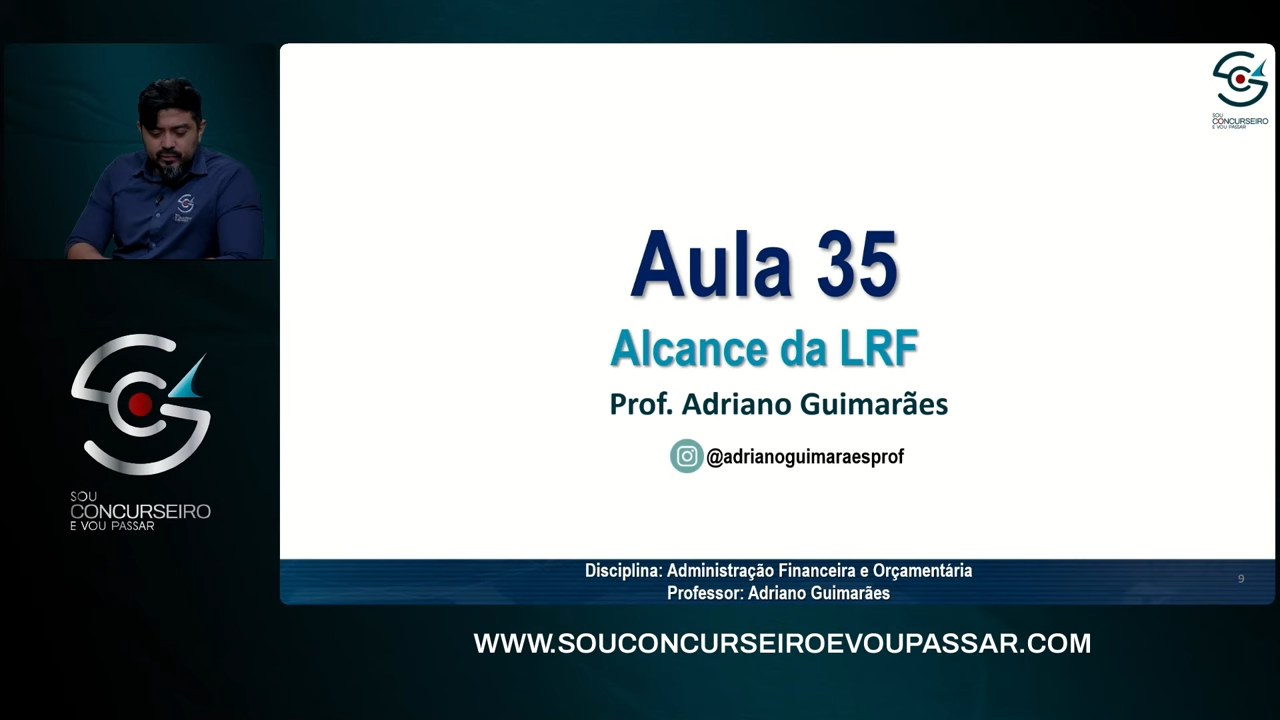 SOU
CONCURSEIRO
E VOU PASSAR
Aula 35
Alcance da LRF
Prof. Adriano Guimarães
@adrianoguimaraesprof
Disciplina: Administração Financeira e Orçamentária
Professor: Adriano Guimarães
9
SOU
CONCURSEIRO
E VOU PASSAR
WWW.SOUCONCURSEIROEVOUPASSAR.COM